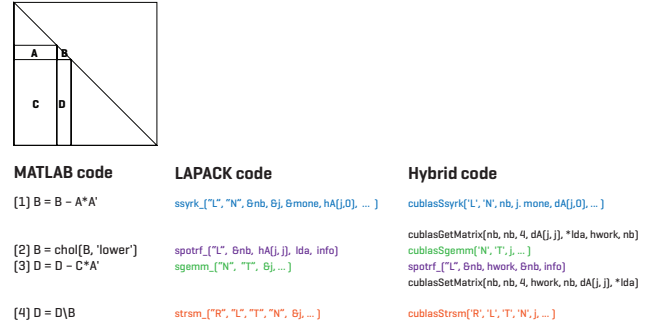 A B
C D
MATLAB code LAPACK code Hybrid code
(1) B = B – A*A' ssyrk_("L", "N", &nb, &j, &mone, hA(j,0), ... ) cublasSsyrk('L', 'N', nb, j. mone, dA(j,0), ... )
cublasGetMatrix(nb, nb, 4, dA(j, j), *lda, hwork, nb)
(2) B = chol(B, 'lower') spotrf_("L", &nb, hA(j, j), lda, info) cublasSgemm('N', 'T', j, ... )
(3) D = D – C*A' sgemm_("N", "T", &j, ... ) spotrf_("L", &nb, hwork, &nb, info)
cublasSetMatrix(nb, nb, 4, hwork, nb, dA(j, j), *lda)
(4) D = D\B strsm_("R", "L", "T", "N", &j, ... ) cublasStrsm('R', 'L', 'T', 'N', j, ... )